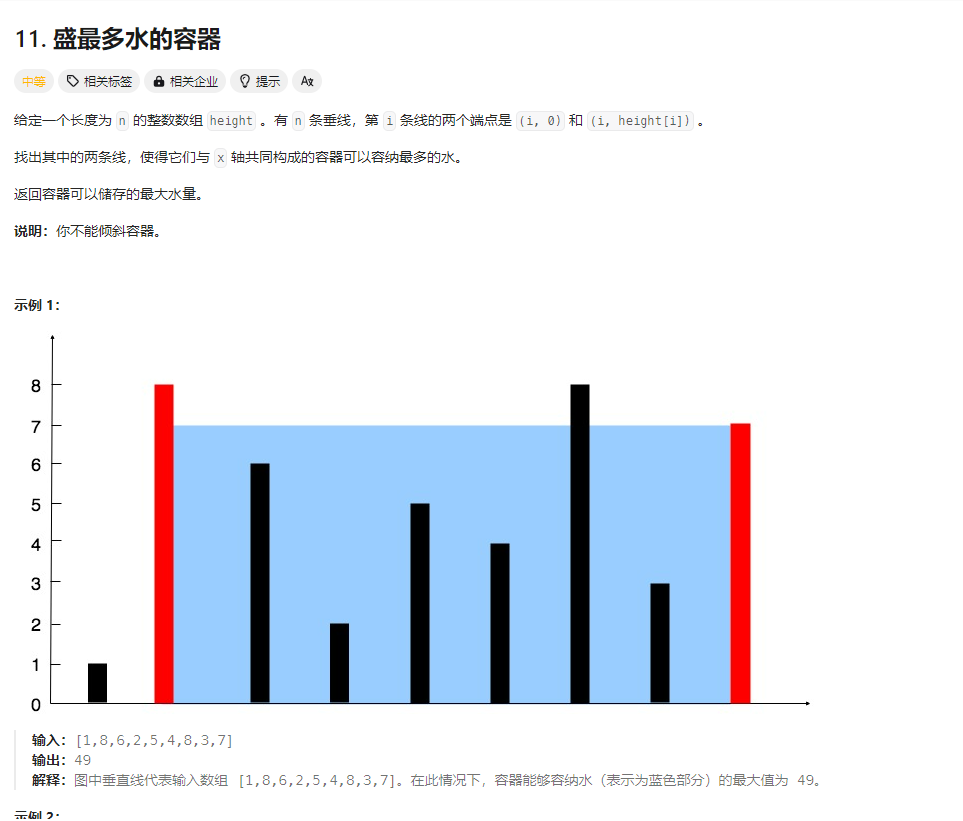 11. 盛最多水的容器
中等 相关标签 相关企业 提示 Ax
给定一个长度为 n 的整数数组 height 。有 n 条垂线，第 i 条线的两个端点是 (i, 0) 和 (i, height[i]) 。
找出其中的两条线，使得它们与 x 轴共同构成的容器可以容纳最多的水。
返回容器可以储存的最大水量。
说明：你不能倾斜容器。
示例 1：
8
7
6
5
4
3
2
1
0
输入：[1,8,6,2,5,4,8,3,7]
输出：49
解释：图中垂直线代表输入数组 [1,8,6,2,5,4,8,3,7]。在此情况下，容器能够容纳水（表示为蓝色部分）的最大值为 49。
示例 2：